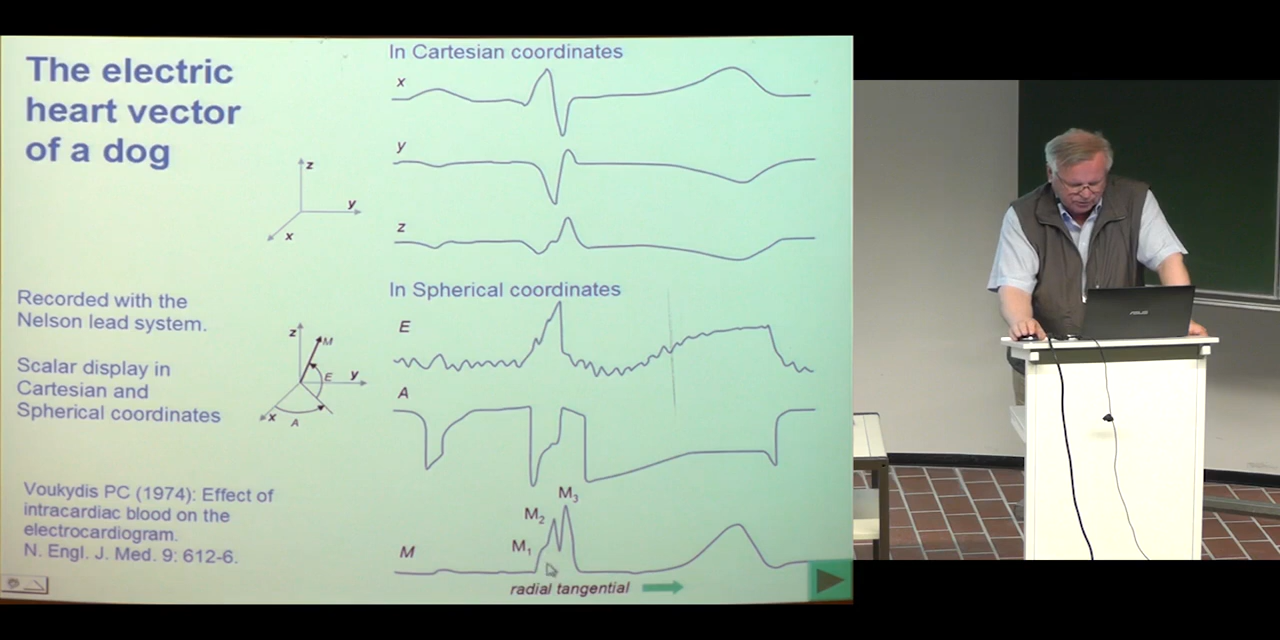 The electric
heart vector
of a dog
z
y
x
Recorded with the
Nelson lead system.
z
M
E
y
x
A
Scalar display in
Cartesian and
Spherical coordinates
Voukydis PC (1974): Effect of
intracardiac blood on the
electrocardiogram.
N. Engl. J. Med. 9: 612-6.
In Cartesian coordinates
x
y
z
In Spherical coordinates
E
A
M₃
M₂
M₁
M
radial tangential
ASUS